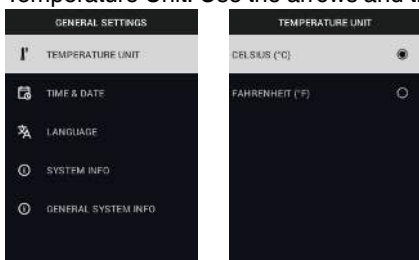 Temperature Unit. Use the arrows and
GENERAL SETTINGS
TEMPERATURE UNIT
TIME & DATE
LANGUAGE
SYSTEM INFO
GENERAL SYSTEM INFO
TEMPERATURE UNIT
CELSIUS (°C)
FAHRENHEIT (°F)